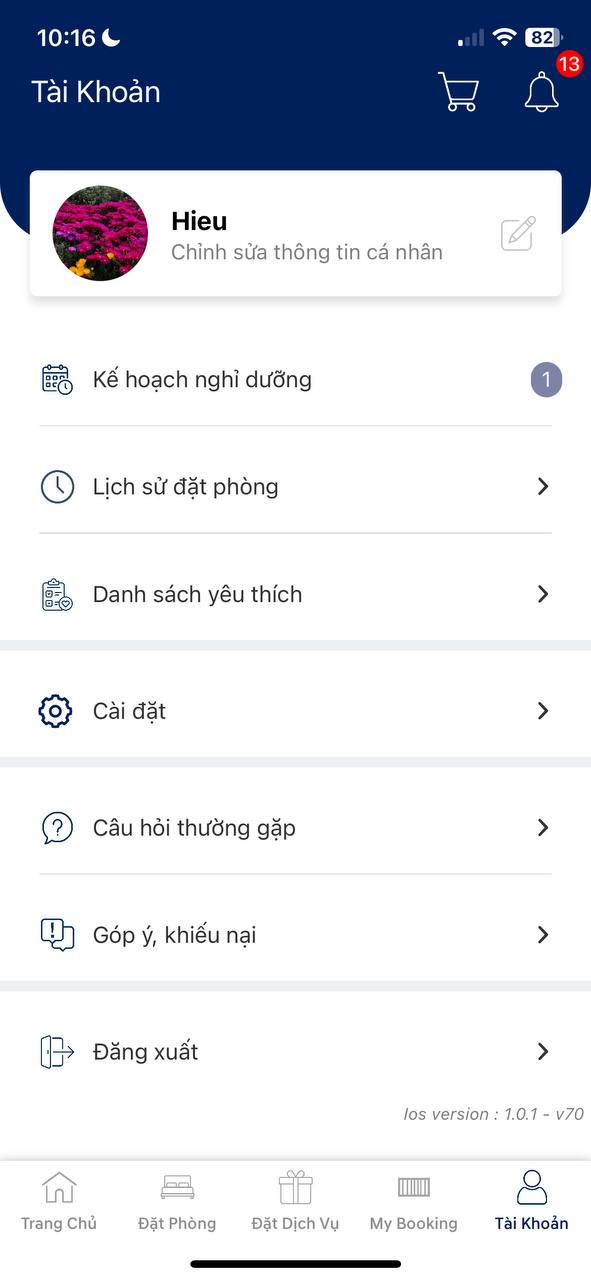 10:16
82
13
Tài Khoản
Hieu
Chỉnh sửa thông tin cá nhân
Kế hoạch nghỉ dưỡng
1
Lịch sử đặt phòng
Danh sách yêu thích
Cài đặt
Câu hỏi thường gặp
Góp ý, khiếu nại
Đăng xuất
Ios version : 1.0.1 - v70
Trang Chủ
Đặt Phòng
Đặt Dịch Vụ
My Booking
Tài Khoản